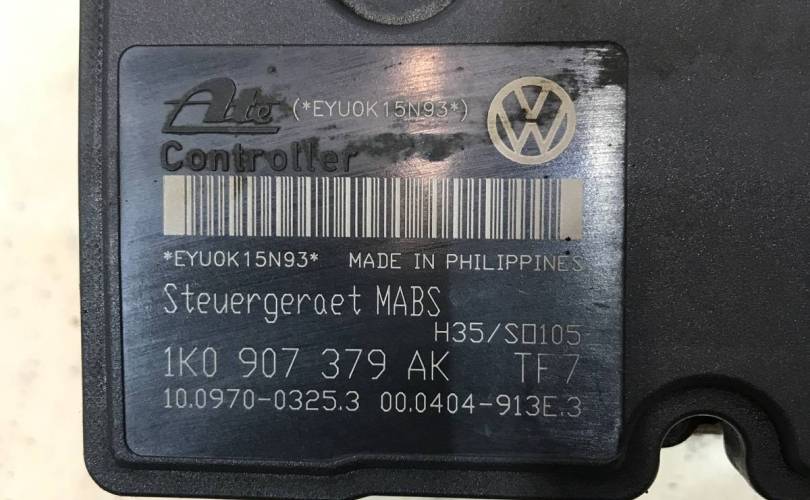 Ate (*EYU0K15N93*)
Controller
*EYU0K15N93* MADE IN PHILIPPINES
Steuergeraet MABS
H35/S□105
1K0 907 379 AK TF7
10.0970-0325.3 00.0404-913E.3